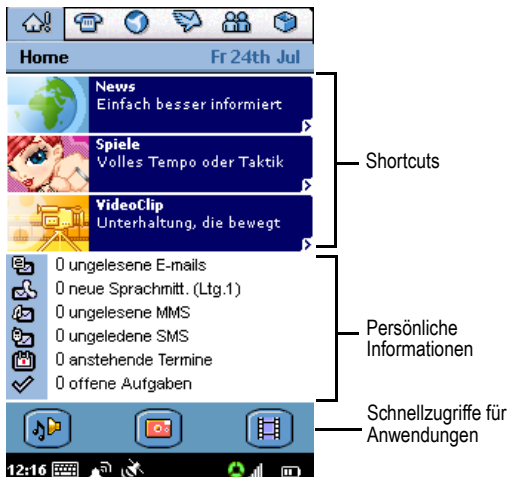 Home Fr 24th Jul
News
Einfach besser informiert
Spiele
Volles Tempo oder Taktik
VideoClip
Unterhaltung, die bewegt
Shortcuts
0 ungelesene E-mails
0 neue Sprachmitt. (Ltg.1)
0 ungelesene MMS
0 ungeledene SMS
0 anstehende Termine
0 offene Aufgaben
Persönliche
Informationen
Schnellzugriffe für
Anwendungen
12:16